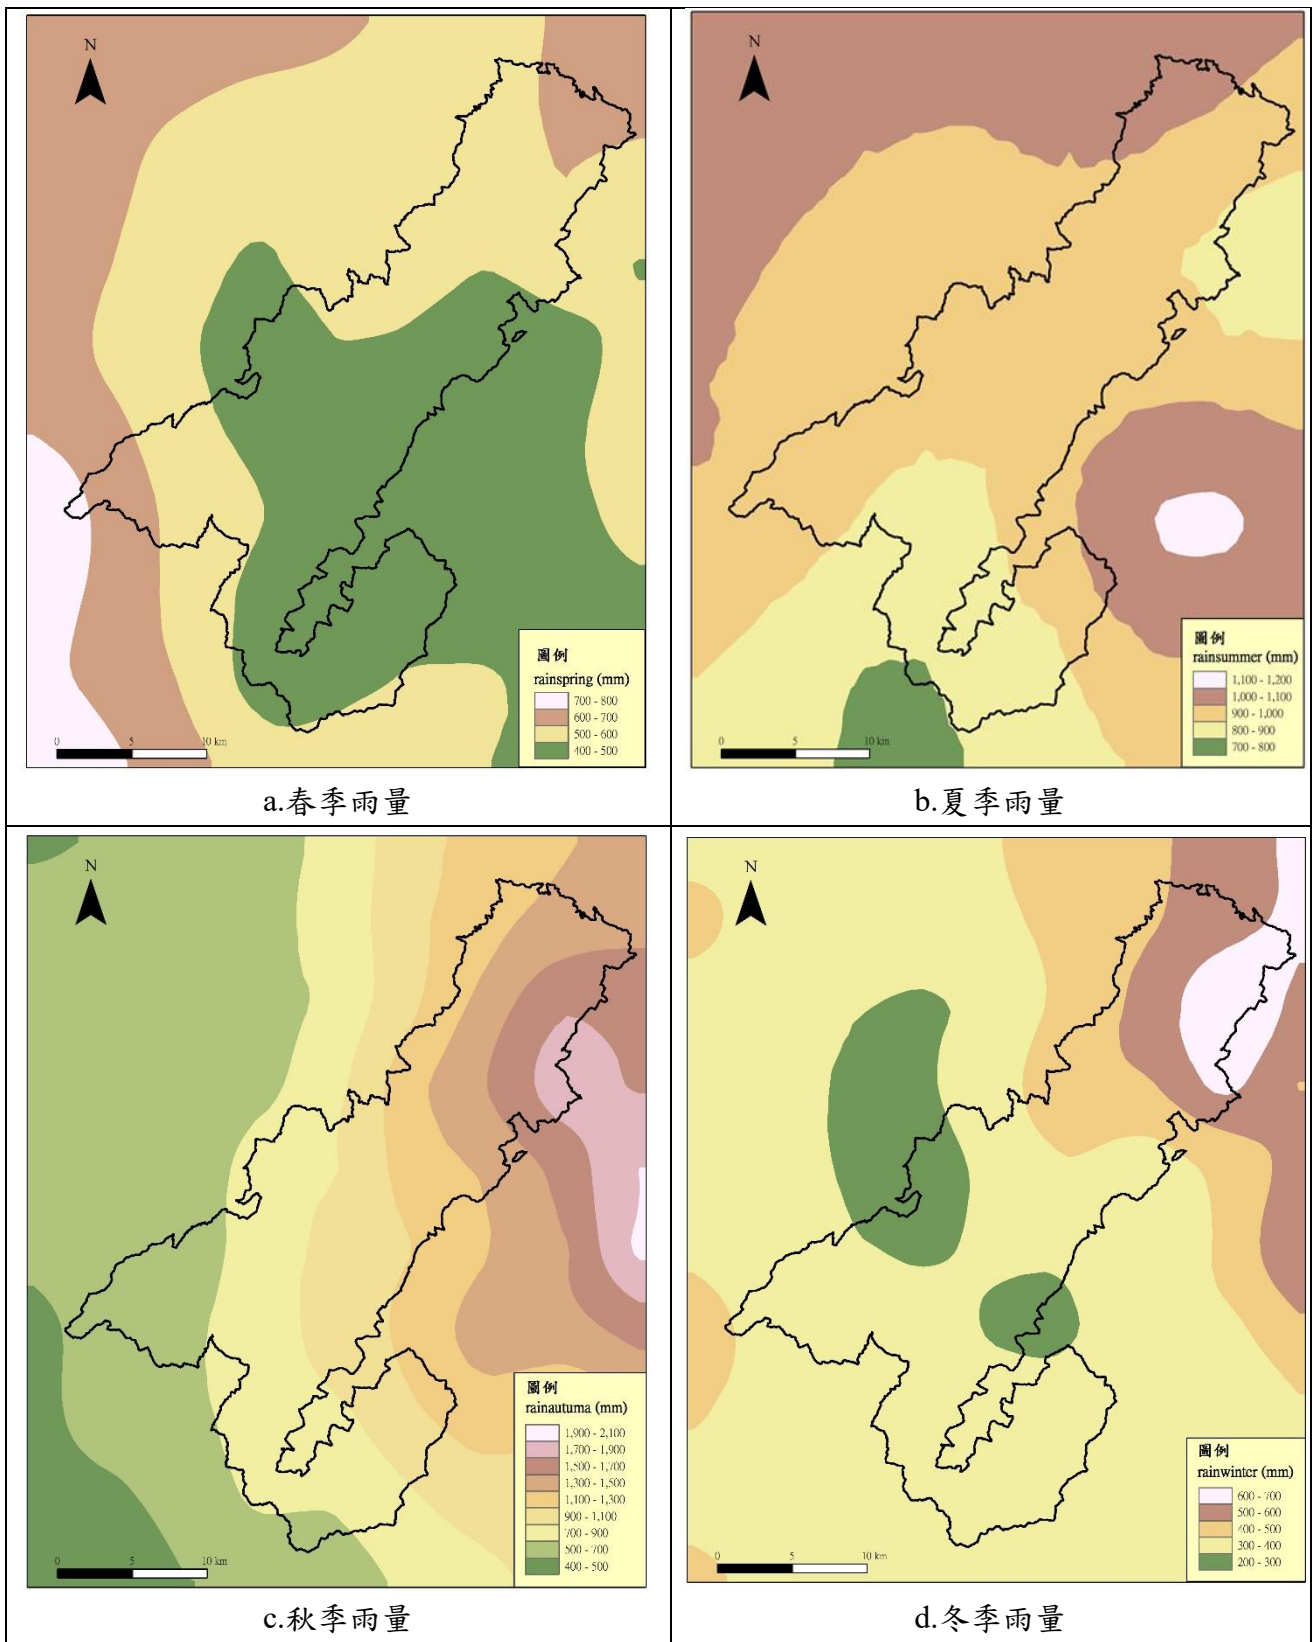 N
圖例
rainspring (mm)
700 - 800
600 - 700
500 - 600
400 - 500
0 5 10 km
a.春季雨量
N
圖例
rainsummer (mm)
1,100 - 1,200
1,000 - 1,100
900 - 1,000
800 - 900
700 - 800
0 5 10 km
b.夏季雨量
N
圖例
rainautuma (mm)
1,900 - 2,100
1,700 - 1,900
1,500 - 1,700
1,300 - 1,500
1,100 - 1,300
900 - 1,100
700 - 900
500 - 700
400 - 500
0 5 10 km
c.秋季雨量
N
圖例
rainwinter (mm)
600 - 700
500 - 600
400 - 500
300 - 400
200 - 300
0 5 10 km
d.冬季雨量